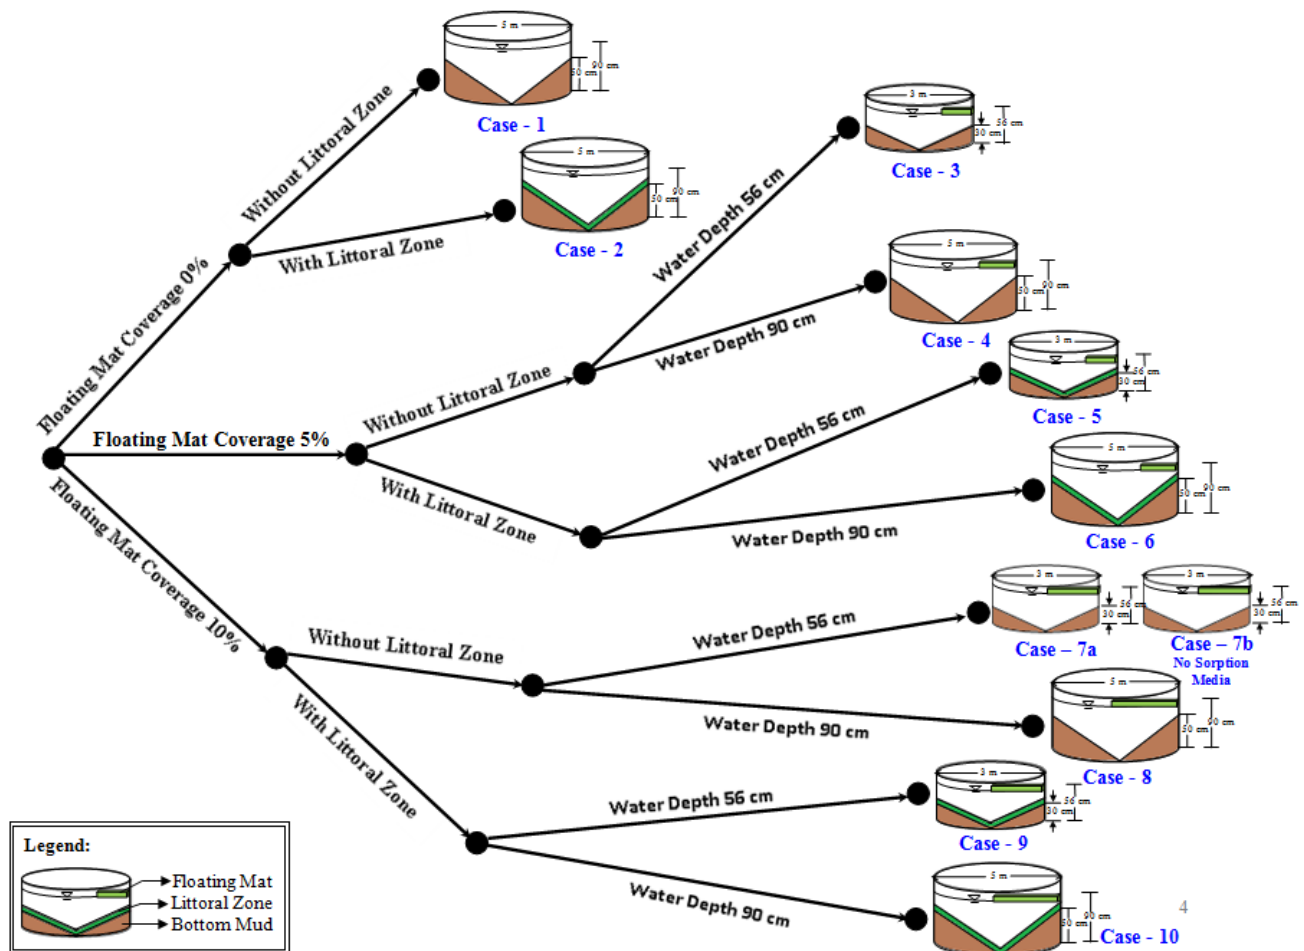 5 m
50 cm
90 cm
Case - 1
Without Littoral Zone
5 m
50 cm
90 cm
Case - 2
With Littoral Zone
Floating Mat Coverage 0%
3 m
30 cm
56 cm
Case - 3
Water Depth 56 cm
5 m
50 cm
90 cm
Case - 4
Water Depth 90 cm
Without Littoral Zone
Floating Mat Coverage 5%
3 m
30 cm
56 cm
Case - 5
Water Depth 56 cm
With Littoral Zone
5 m
50 cm
90 cm
Case - 6
Water Depth 90 cm
Floating Mat Coverage 10%
Without Littoral Zone
Water Depth 56 cm
3 m
30 cm
56 cm
Case – 7a
3 m
30 cm
56 cm
Case – 7b
No Sorption
Media
Water Depth 90 cm
5 m
50 cm
90 cm
Case - 8
With Littoral Zone
Water Depth 56 cm
3 m
30 cm
56 cm
Case - 9
Water Depth 90 cm
5 m
50 cm
90 cm
Case - 10
4
Legend:
Floating Mat
Littoral Zone
Bottom Mud